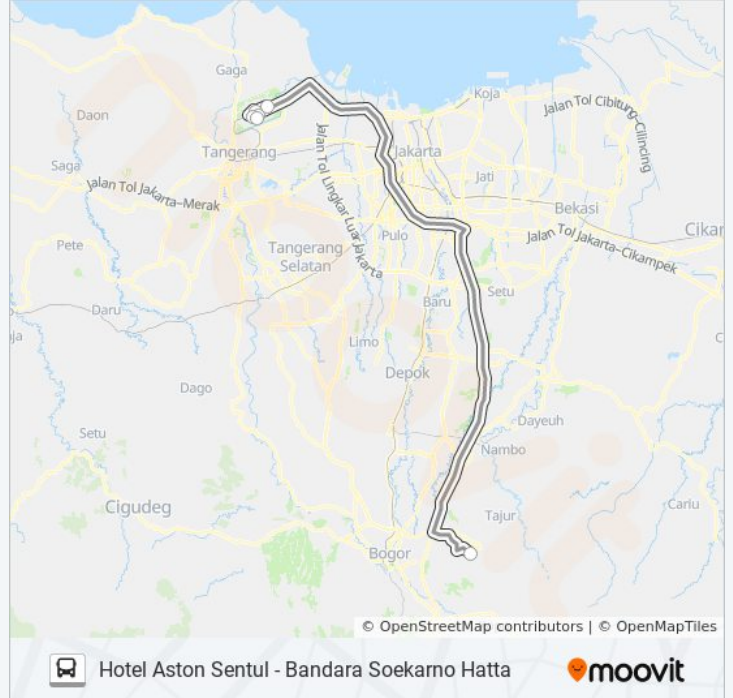 Gaga
Koja
Jalan Tol Cibitung-Cilincing
Daon
Tangerang
Jakarta
Saga
Jati
Jalan Tol Jakarta–Merak
Jalan Tol Lingkar Luar Jakarta
Bekasi
Pulo
Cikar
Pete
Tangerang
Selatan
Jalan Tol Jakarta–Cikampek
Setu
Baru
Daru
Limo
Depok
Dago
Dayeuh
Setu
Nambo
Cigudeg
Tajur
Cariu
Bogor
© OpenStreetMap contributors | © OpenMapTiles
Hotel Aston Sentul - Bandara Soekarno Hatta
moovit